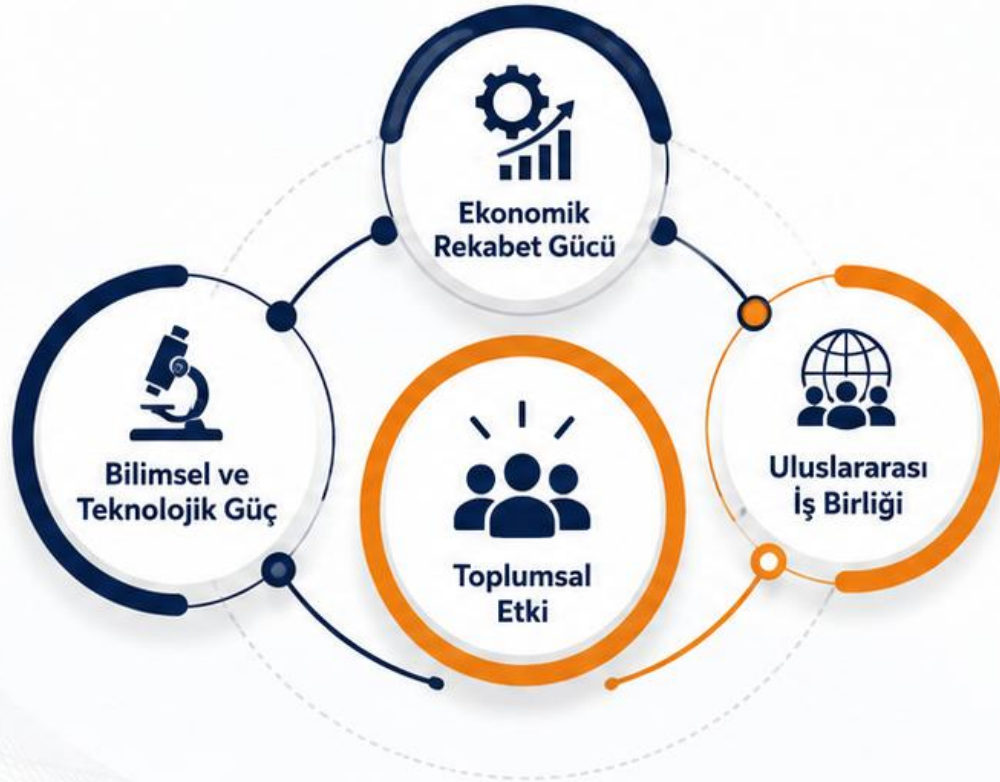 Ekonomik
Rekabet Gücü
Bilimsel ve
Teknolojik Güç
Uluslararası
İş Birliği
Toplumsal
Etki